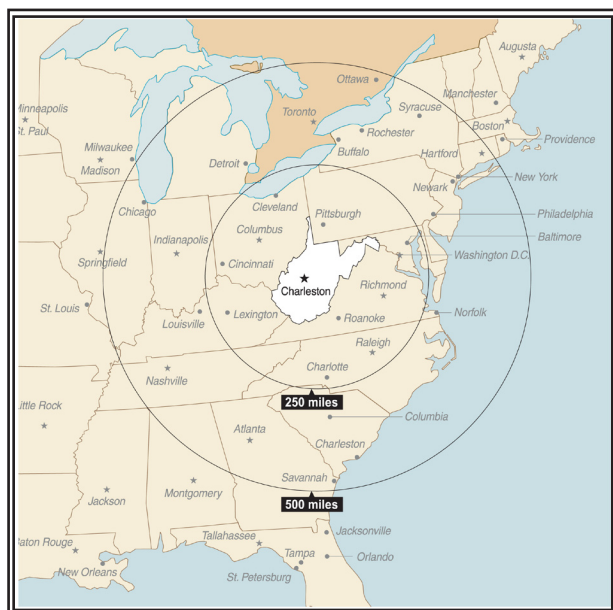 Augusta
Ottawa
Minneapolis
St. Paul
Manchester
Toronto
Syracuse
Boston
Rochester
Providence
Milwaukee
Madison
Detroit
Buffalo
Hartford
New York
Newark
Chicago
Cleveland
Pittsburgh
Philadelphia
Columbus
Baltimore
Indianapolis
Washington D.C.
Springfield
Cincinnati
Charleston
Richmond
St. Louis
Louisville
Lexington
Roanoke
Norfolk
Raleigh
Nashville
Charlotte
Little Rock
250 miles
Columbia
Atlanta
Charleston
Savannah
Jackson
Montgomery
500 miles
Jacksonville
Baton Rouge
Tallahassee
Tampa
Orlando
New Orleans
St. Petersburg